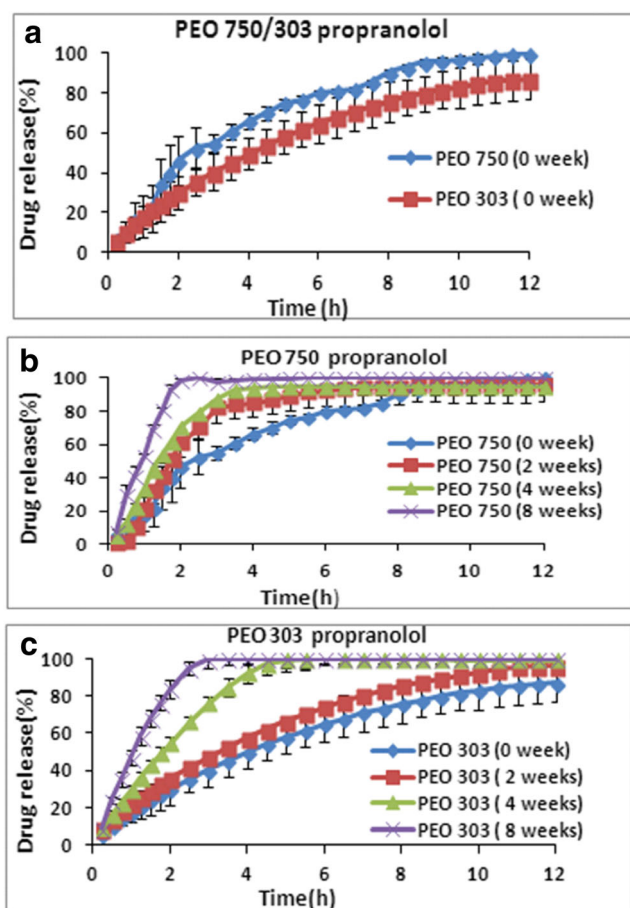 a
PEO 750/303 propranolol
100
80
60
40
20
0
Drug release(%)
PEO 750 (0 week)
PEO 303 ( 0 week)
0 2 4 6 8 10 12
Time (h)
b
PEO 750 propranolol
100
80
60
40
20
0
Drug release(%)
PEO 750 (0 week)
PEO 750 (2 weeks)
PEO 750 (4 weeks)
PEO 750 (8 weeks)
0 2 4 6 8 10 12
Time(h)
c
PEO 303 propranolol
100
80
60
40
20
0
Drug release(%)
PEO 303 (0 week)
PEO 303 ( 2 weeks)
PEO 303 ( 4 weeks)
PEO 303 ( 8 weeks)
0 2 4 6 8 10 12
Time(h)